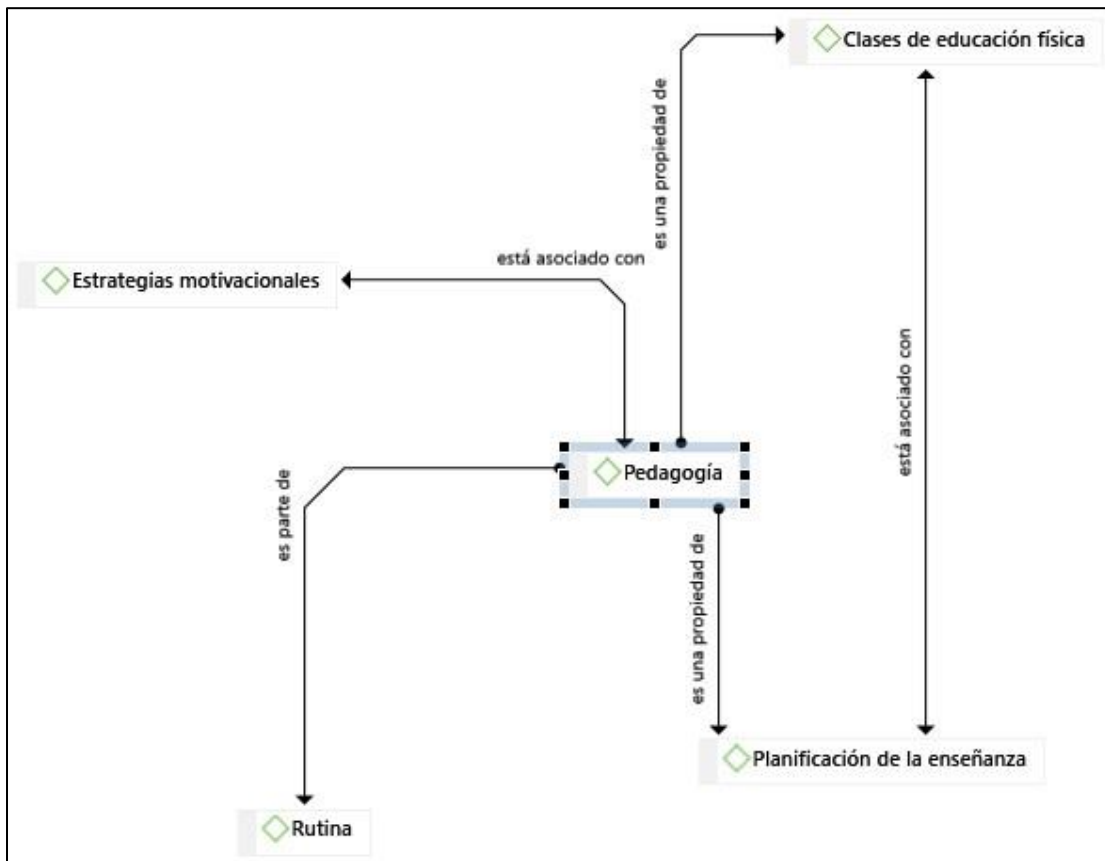 Clases de educación física
es una propiedad de
está asociado con
Estrategias motivacionales
está asociado con
Pedagogía
es parte de
es una propiedad de
Planificación de la enseñanza
Rutina